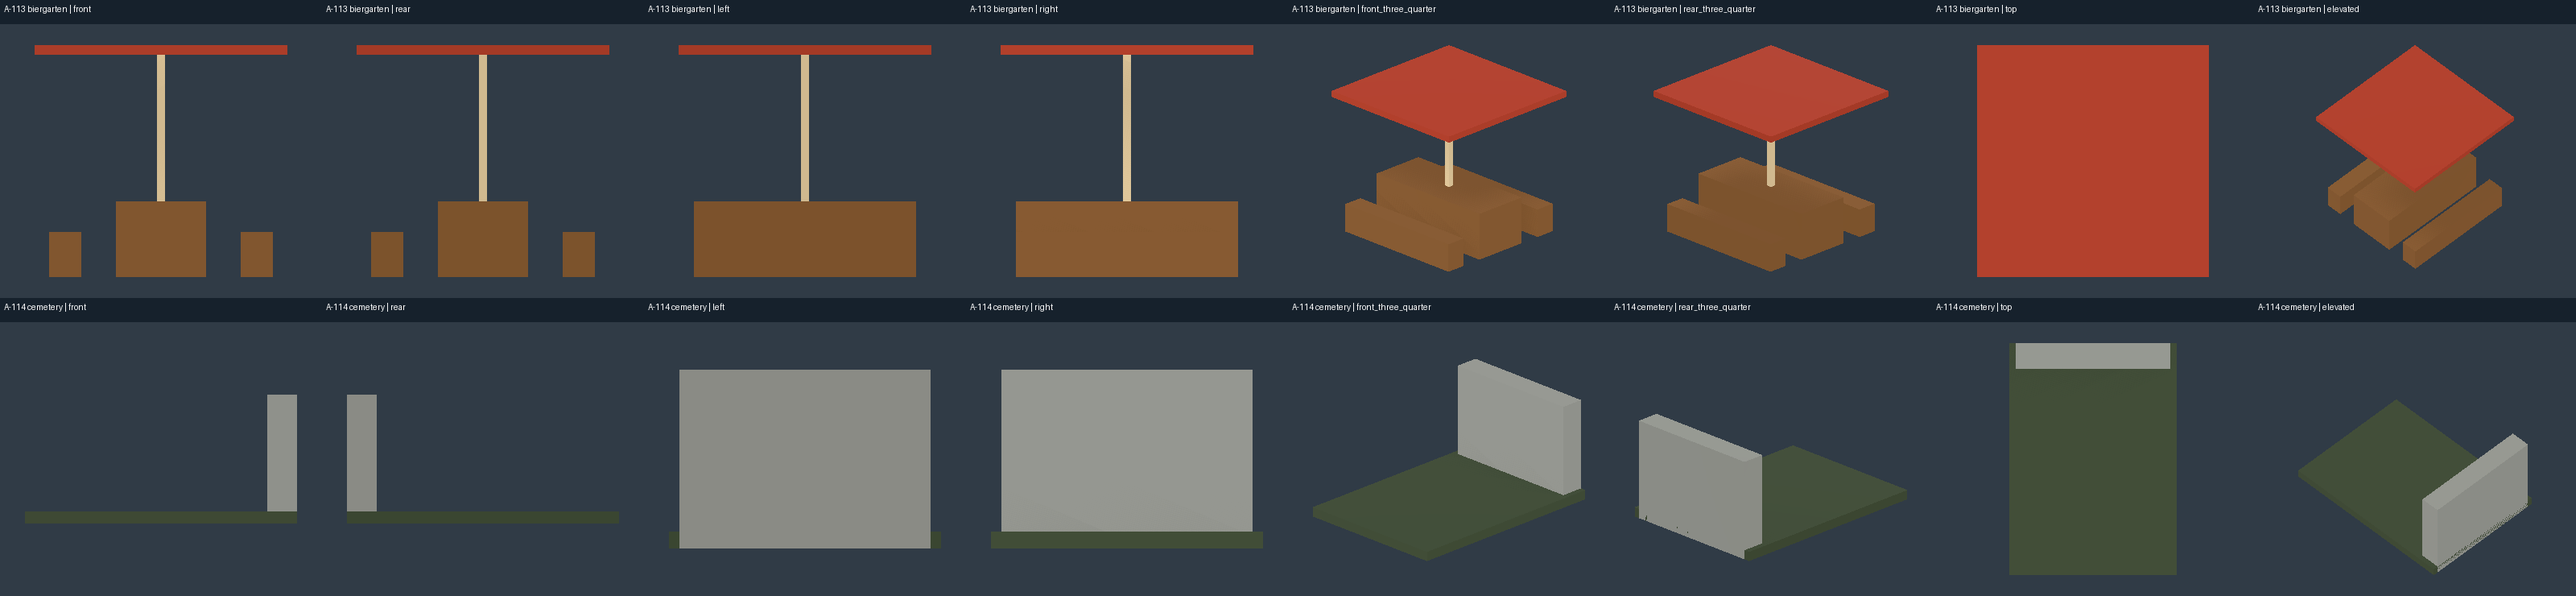 A-113 biergarten | front
A-113 biergarten | rear
A-113 biergarten | left
A-113 biergarten | right
A-113 biergarten | front_three_quarter
A-113 biergarten | rear_three_quarter
A-113 biergarten | top
A-113 biergarten | elevated
A-114 cemetery | front
A-114 cemetery | rear
A-114 cemetery | left
A-114 cemetery | right
A-114 cemetery | front_three_quarter
A-114 cemetery | rear_three_quarter
A-114 cemetery | top
A-114 cemetery | elevated